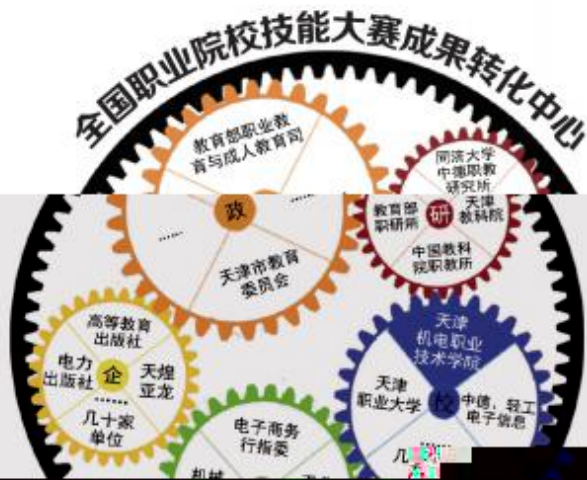 全国职业院校技能大赛成果转化中心
教育部职业教
育与成人教育司
……
政
……
天津市教育
委员会
同济大学
中德职教
研究所
教育部
职研所
研
天津
教科院
中国教科
院职教所
高等教育
出版社
电力
出版社
企
天煌
亚龙
……
几十家
单位
天津
机电职业
技术学院
天津
职业大学
校
中德、轻工
电子信息
……
几
电子商务
行指委
机械